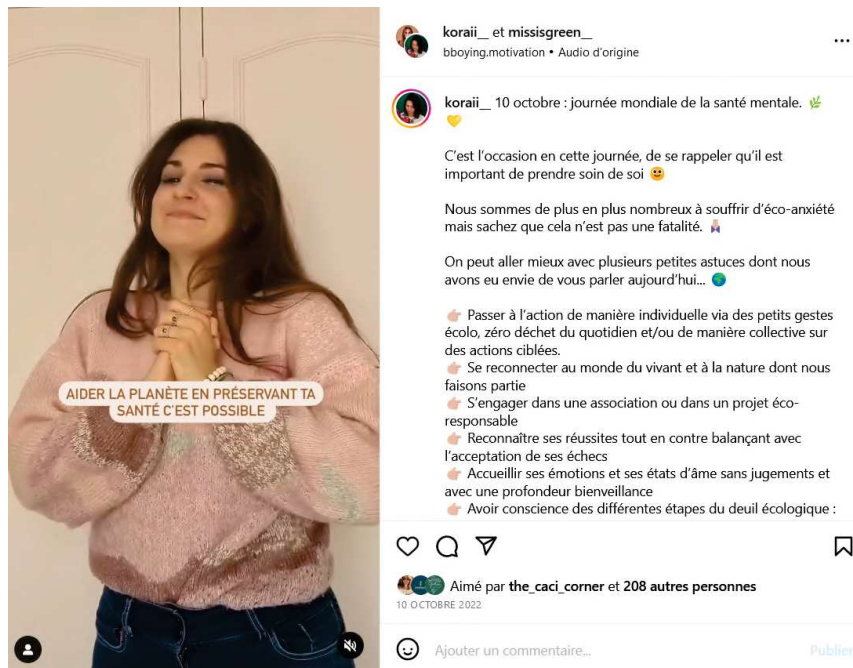 koraii__ et missisgreen__
bboying.motivation • Audio d'origine
koraii__ 10 octobre : journée mondiale de la santé mentale. 🌿
💛
C'est l'occasion en cette journée, de se rappeler qu'il est
important de prendre soin de soi 🙂
Nous sommes de plus en plus nombreux à souffrir d'éco-anxiété
mais sachez que cela n'est pas une fatalité.
On peut aller mieux avec plusieurs petites astuces dont nous
avons eu envie de vous parler aujourd'hui... 🌍
👉🏼 Passer à l'action de manière individuelle via des petits gestes
écolo, zéro déchet du quotidien et/ou de manière collective sur
des actions ciblées.
👉🏼 Se reconnecter au monde du vivant et à la nature dont nous
faisons partie
👉🏼 S'engager dans une association ou dans un projet éco-
responsable
👉🏼 Reconnaître ses réussites tout en contre balançant avec
l'acceptation de ses échecs
👉🏼 Accueillir ses émotions et ses états d'âme sans jugements et
avec une profondeur bienveillance
👉🏼 Avoir conscience des différentes étapes du deuil écologique :
Aimé par the_caci_corner et 208 autres personnes
10 OCTOBRE 2022
Ajouter un commentaire...
Publier
AIDER LA PLANÈTE EN PRÉSERVANT TA
SANTÉ C'EST POSSIBLE